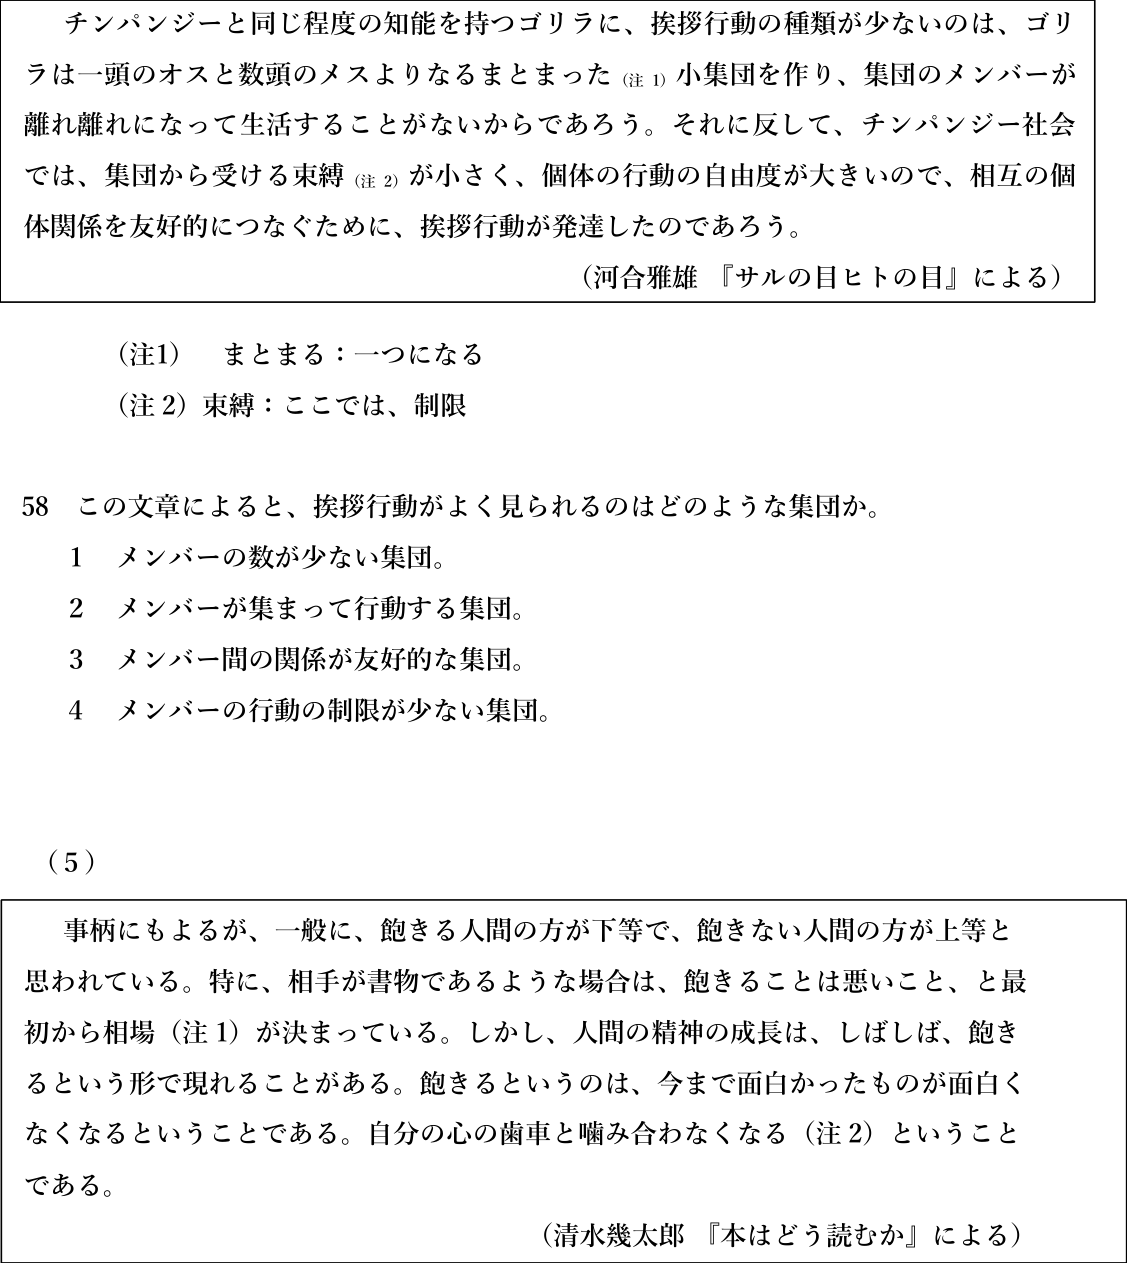 チンパンジーと同じ程度の知能を持つゴリラに、挨拶行動の種類が少ないのは、ゴリ
ラは一頭のオスと数頭のメスよりなるまとまった（注 1）小集団を作り、集団のメンバーが
離れ離れになって生活することがないからであろう。それに反して、チンパンジー社会
では、集団から受ける束縛（注 2）が小さく、個体の行動の自由度が大きいので、相互の個
体関係を友好的につなぐために、挨拶行動が発達したのであろう。
（河合雅雄 『サルの目ヒトの目』による）
（注1） まとまる：一つになる
（注 2）束縛：ここでは、制限
58 この文章によると、挨拶行動がよく見られるのはどのような集団か。
1 メンバーの数が少ない集団。
2 メンバーが集まって行動する集団。
3 メンバー間の関係が友好的な集団。
4 メンバーの行動の制限が少ない集団。
（5）
事柄にもよるが、一般に、飽きる人間の方が下等で、飽きない人間の方が上等と
思われている。特に、相手が書物であるような場合は、飽きることは悪いこと、と最
初から相場（注 1）が決まっている。しかし、人間の精神の成長は、しばしば、飽き
るという形で現れることがある。飽きるというのは、今まで面白かったものが面白く
なくなるということである。自分の心の歯車と噛み合わなくなる（注 2）ということ
である。
（清水幾太郎 『本はどう読むか』による）